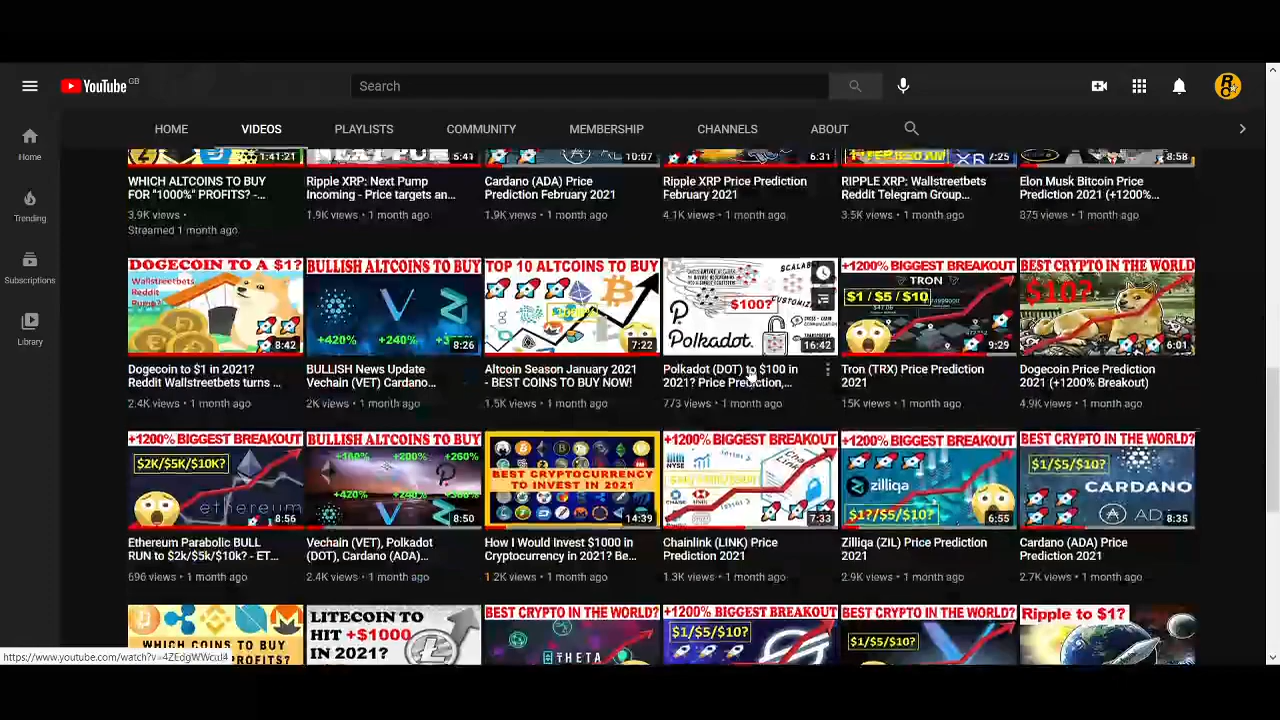 YouTube GB
Search
HOME
VIDEOS
PLAYLISTS
COMMUNITY
MEMBERSHIP
CHANNELS
ABOUT
Home
Trending
Subscriptions
Library
1:41:21
5:41
10:07
6:31
7:25
8:58
WHICH ALTCOINS TO BUY
FOR "1000%" PROFITS? -...
3.9K views •
Streamed 1 month ago
Ripple XRP: Next Pump
Incoming - Price targets an...
1.9K views • 1 month ago
Cardano (ADA) Price
Prediction February 2021
1.9K views • 1 month ago
Ripple XRP Price Prediction
February 2021
4.1K views • 1 month ago
RIPPLE XRP: Wallstreetbets
Reddit Telegram Group...
3.5K views • 1 month ago
Elon Musk Bitcoin Price
Prediction 2021 (+1200%...
875 views • 1 month ago
DOGECOIN TO A $1?
Wallstreetbets
Reddit
Pump?
8:42
Dogecoin to $1 in 2021?
Reddit Wallstreetbets turns ...
2.4K views • 1 month ago
BULLISH ALTCOINS TO BUY
+420% +240%
8:26
BULLISH News Update
Vechain (VET) Cardano...
2K views • 1 month ago
TOP 10 ALTCOINS TO BUY
7:22
Altcoin Season January 2021
- BEST COINS TO BUY NOW!
1.5K views • 1 month ago
$100?
Polkadot.
16:42
Polkadot (DOT) to $100 in
2021? Price Prediction,...
773 views • 1 month ago
+1200% BIGGEST BREAKOUT
TRON
$1 / $5 / $10
9:29
Tron (TRX) Price Prediction
2021
15K views • 1 month ago
BEST CRYPTO IN THE WORLD
$10?
6:01
Dogecoin Price Prediction
2021 (+1200% Breakout)
4.9K views • 1 month ago
+1200% BIGGEST BREAKOUT
$2K/$5K/$10K?
ethereum
8:56
Ethereum Parabolic BULL
RUN to $2k/$5k/$10k? - ET...
696 views • 1 month ago
BULLISH ALTCOINS TO BUY
+200% +260%
+420% +240%
8:50
Vechain (VET), Polkadot
(DOT), Cardano (ADA)...
2.4K views • 1 month ago
BEST CRYPTOCURRENCY
TO INVEST IN 2021
14:39
How I Would Invest $1000 in
Cryptocurrency in 2021? Be...
1.2K views • 1 month ago
+1200% BIGGEST BREAKOUT
NYSE
CHASE
7:33
Chainlink (LINK) Price
Prediction 2021
1.3K views • 1 month ago
+1200% BIGGEST BREAKOUT
zilliqa
$1?/$5/$10?
6:55
Zilliqa (ZIL) Price Prediction
2021
2.9K views • 1 month ago
BEST CRYPTO IN THE WORLD?
$1/$5/$10?
CARDANO
8:35
Cardano (ADA) Price
Prediction 2021
2.7K views • 1 month ago
WHICH COINS TO BUY
LITECOIN TO
HIT +$1000
IN 2021?
BEST CRYPTO IN THE WORLD?
THETA
+1200% BIGGEST BREAKOUT
$1/$5/$10?
BEST CRYPTO IN THE WORLD?
$1/$5/$10?
Ripple to $1?